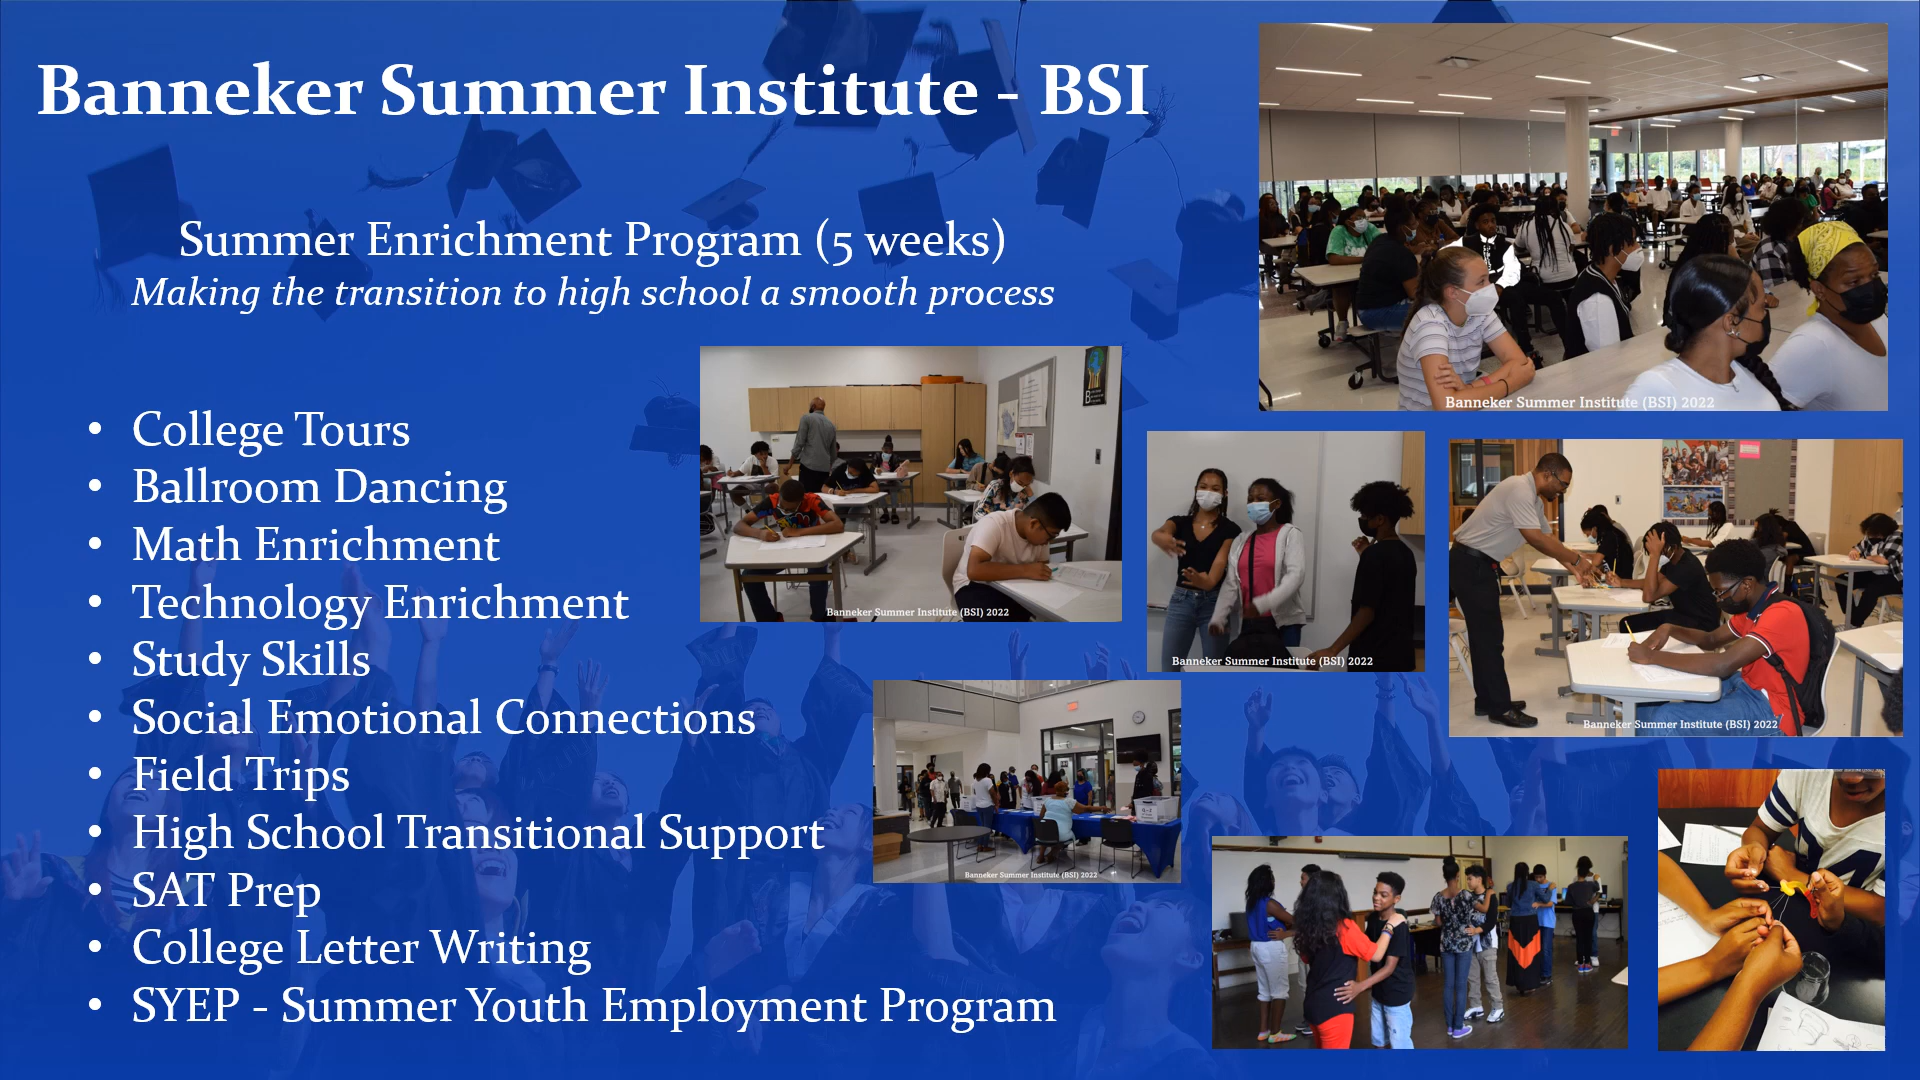 Banneker Summer Institute - BSI
Summer Enrichment Program (5 weeks)
Making the transition to high school a smooth process
• College Tours
• Ballroom Dancing
• Math Enrichment
• Technology Enrichment
• Study Skills
• Social Emotional Connections
• Field Trips
• High School Transitional Support
• SAT Prep
• College Letter Writing
• SYEP - Summer Youth Employment Program
Banneker Summer Institute (BSI) 2022
Banneker Summer Institute (BSI) 2022
Banneker Summer Institute (BSI) 2022
Banneker Summer Institute (BSI) 2022
Banneker Summer Institute (BSI) 2022